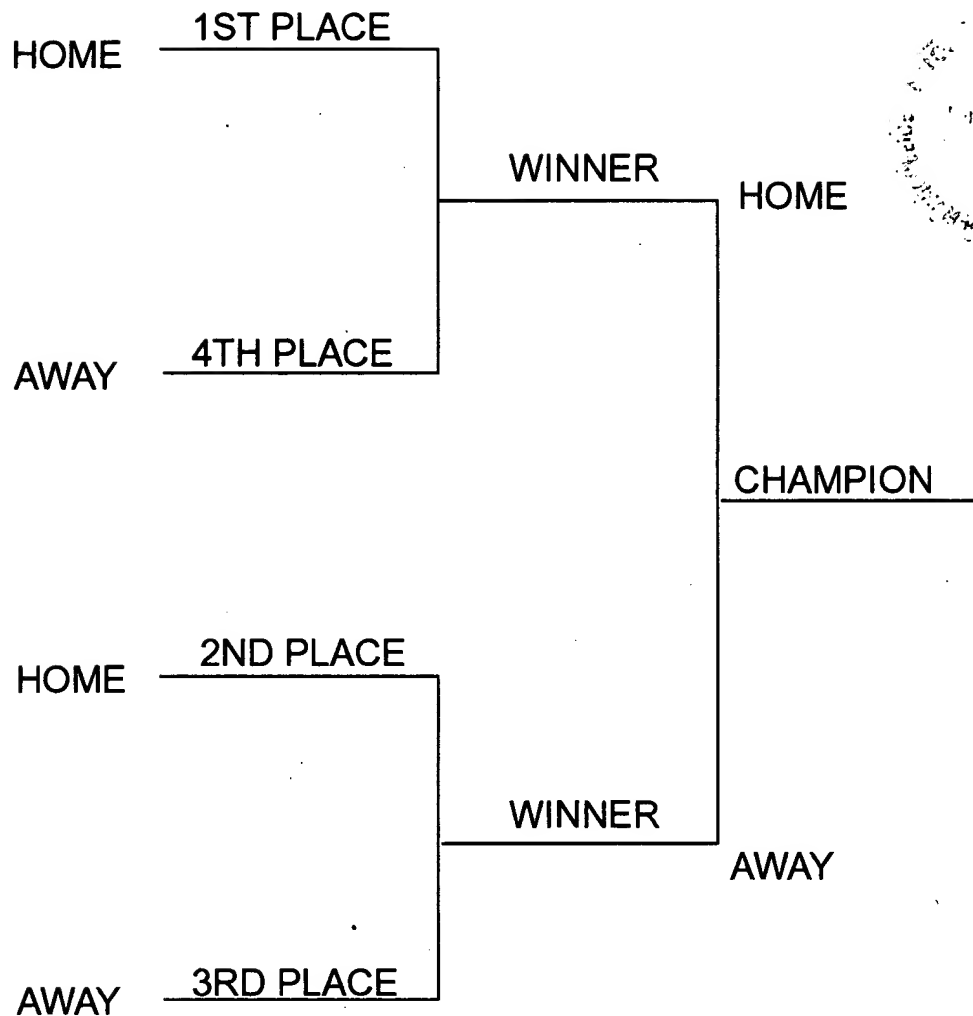 1ST PLACE
HOME
WINNER
HOME
4TH PLACE
AWAY
CHAMPION
2ND PLACE
HOME
WINNER
AWAY
3RD PLACE
AWAY